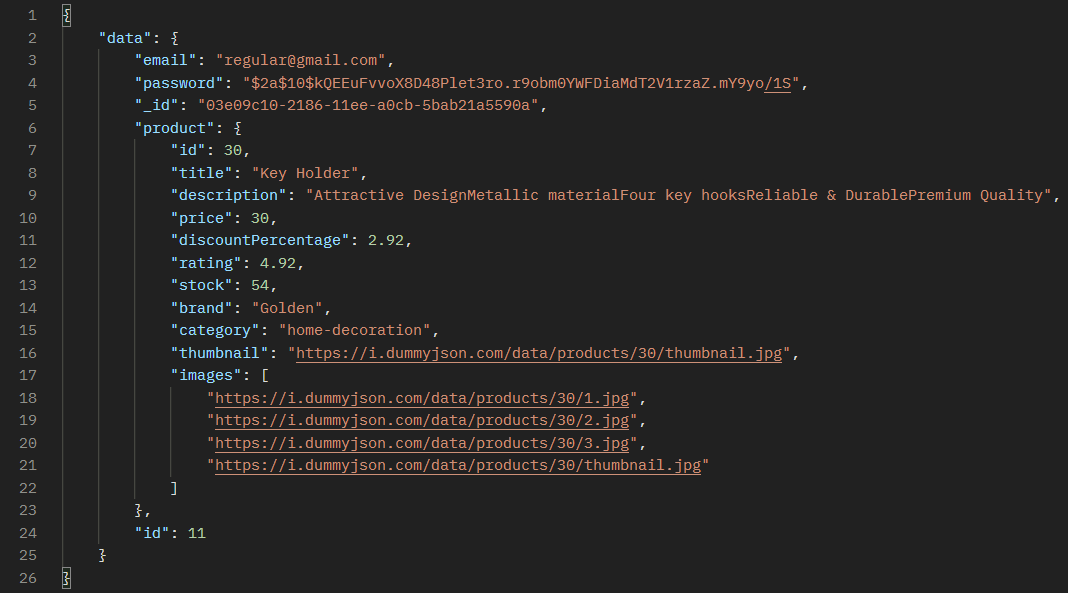 1 {
2     "data": {
3         "email": "regular@gmail.com",
4         "password": "$2a$10$kQEEuFvvoX8D48Plet3ro.r9obm0YWFDiaMdT2V1rzaZ.mY9yo/1S",
5         "_id": "03e09c10-2186-11ee-a0cb-5bab21a5590a",
6         "product": {
7             "id": 30,
8             "title": "Key Holder",
9             "description": "Attractive DesignMetallic materialFour key hooksReliable & DurablePremium Quality",
10             "price": 30,
11             "discountPercentage": 2.92,
12             "rating": 4.92,
13             "stock": 54,
14             "brand": "Golden",
15             "category": "home-decoration",
16             "thumbnail": "https://i.dummyjson.com/data/products/30/thumbnail.jpg",
17             "images": [
18                 "https://i.dummyjson.com/data/products/30/1.jpg",
19                 "https://i.dummyjson.com/data/products/30/2.jpg",
20                 "https://i.dummyjson.com/data/products/30/3.jpg",
21                 "https://i.dummyjson.com/data/products/30/thumbnail.jpg"
22             ]
23         },
24         "id": 11
25     }
26 }